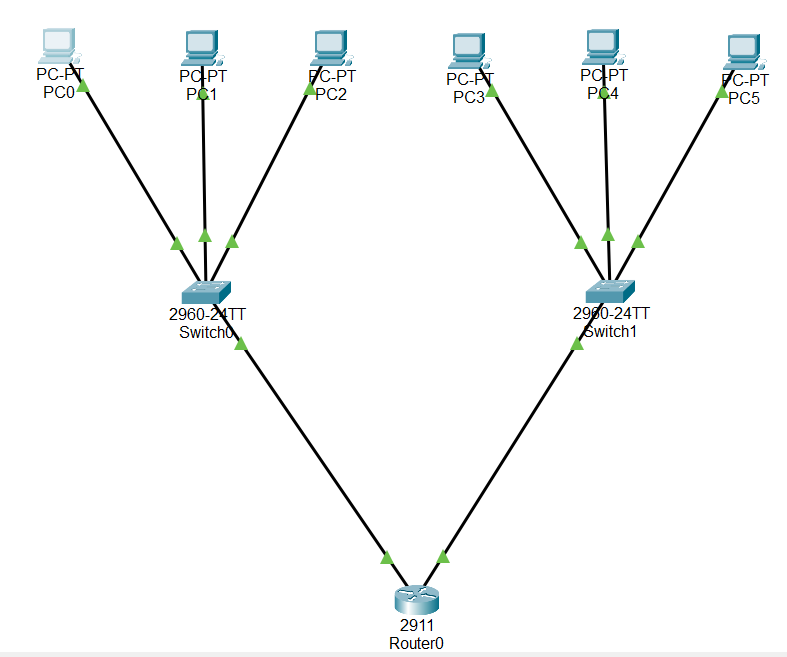 PC-PT
PC0
PC-PT
PC1
PC-PT
PC2
PC-PT
PC3
PC-PT
PC4
PC-PT
PC5
2960-24TT
Switch0
2960-24TT
Switch1
2911
Router0